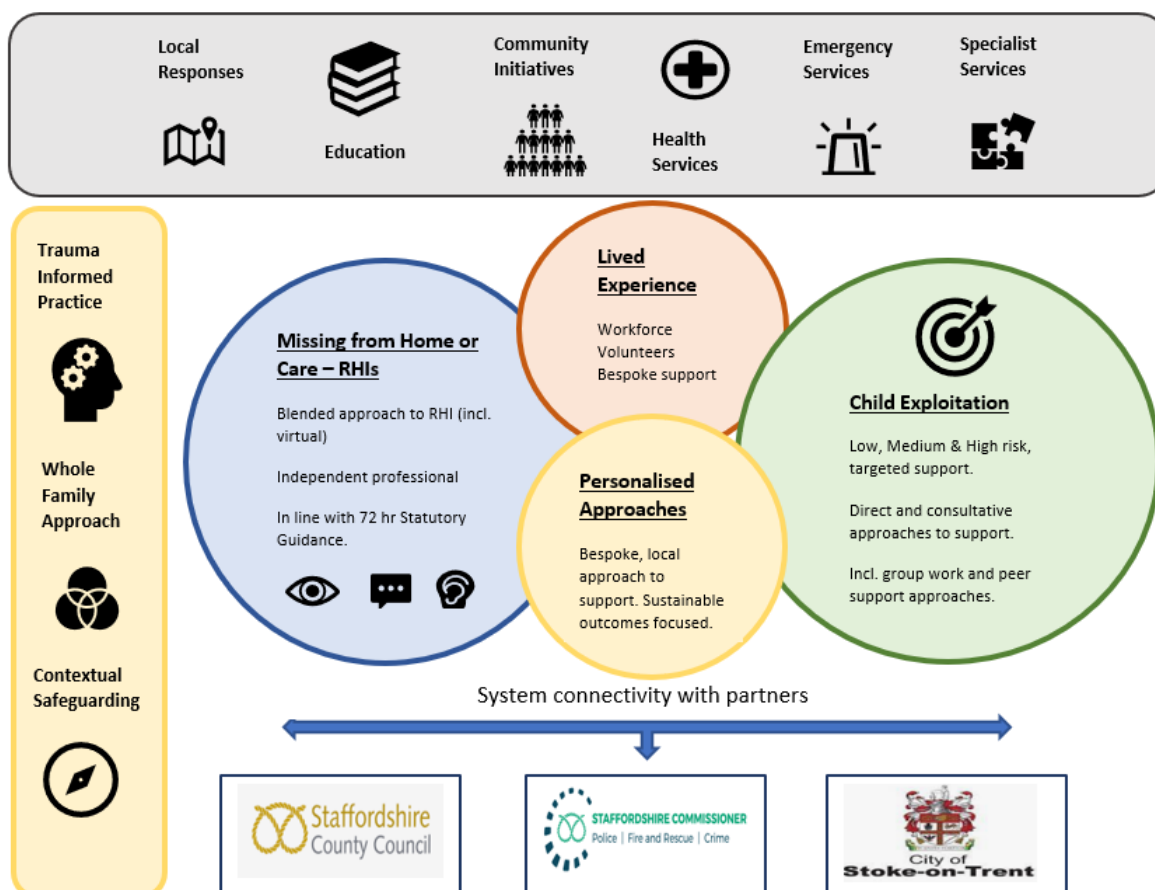 Local
Responses
Education
Community
Initiatives
Health
Services
Emergency
Services
Specialist
Services
Trauma
Informed
Practice
Whole
Family
Approach
Contextual
Safeguarding
Missing from Home or
Care – RHIs
Blended approach to RHI (incl.
virtual)
Independent professional
In line with 72 hr Statutory
Guidance.
Lived
Experience
Workforce
Volunteers
Bespoke support
Personalised
Approaches
Bespoke, local
approach to
support. Sustainable
outcomes focused.
Child Exploitation
Low, Medium & High risk,
targeted support.
Direct and consultative
approaches to support.
Incl. group work and peer
support approaches.
System connectivity with partners
Staffordshire
County Council
STAFFORDSHIRE COMMISSIONER
Police | Fire and Rescue | Crime
City of
Stoke-on-Trent